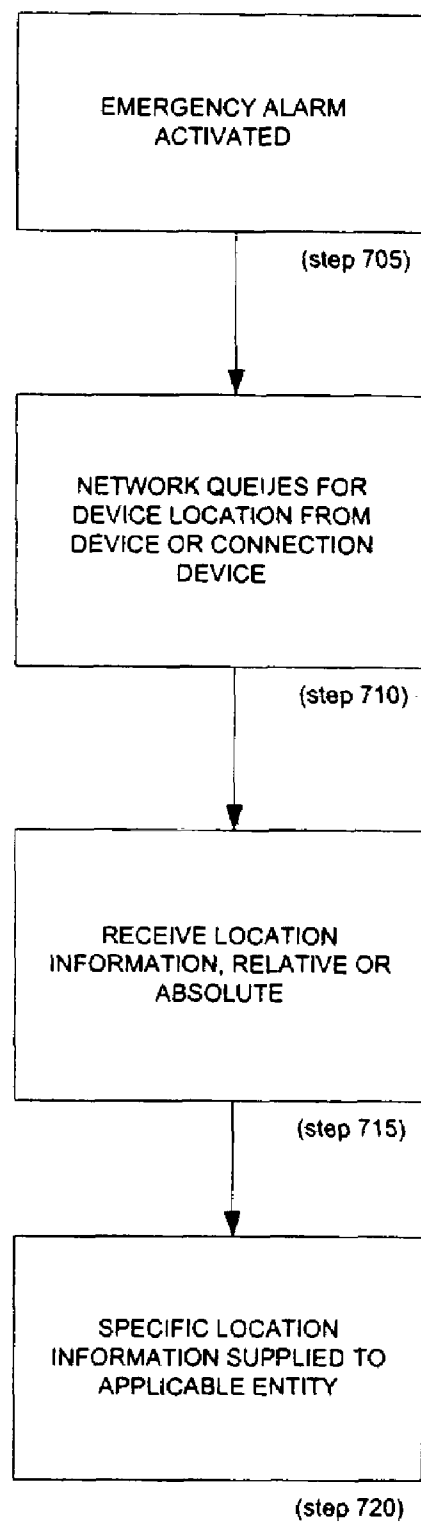 EMERGENCY ALARM
ACTIVATED
(step 705)
NETWORK QUEUES FOR
DEVICE LOCATION FROM
DEVICE OR CONNECTION
DEVICE
(step 710)
RECEIVE LOCATION
INFORMATION, RELATIVE OR
ABSOLUTE
(step 715)
SPECIFIC LOCATION
INFORMATION SUPPLIED TO
APPLICABLE ENTITY
(step 720)